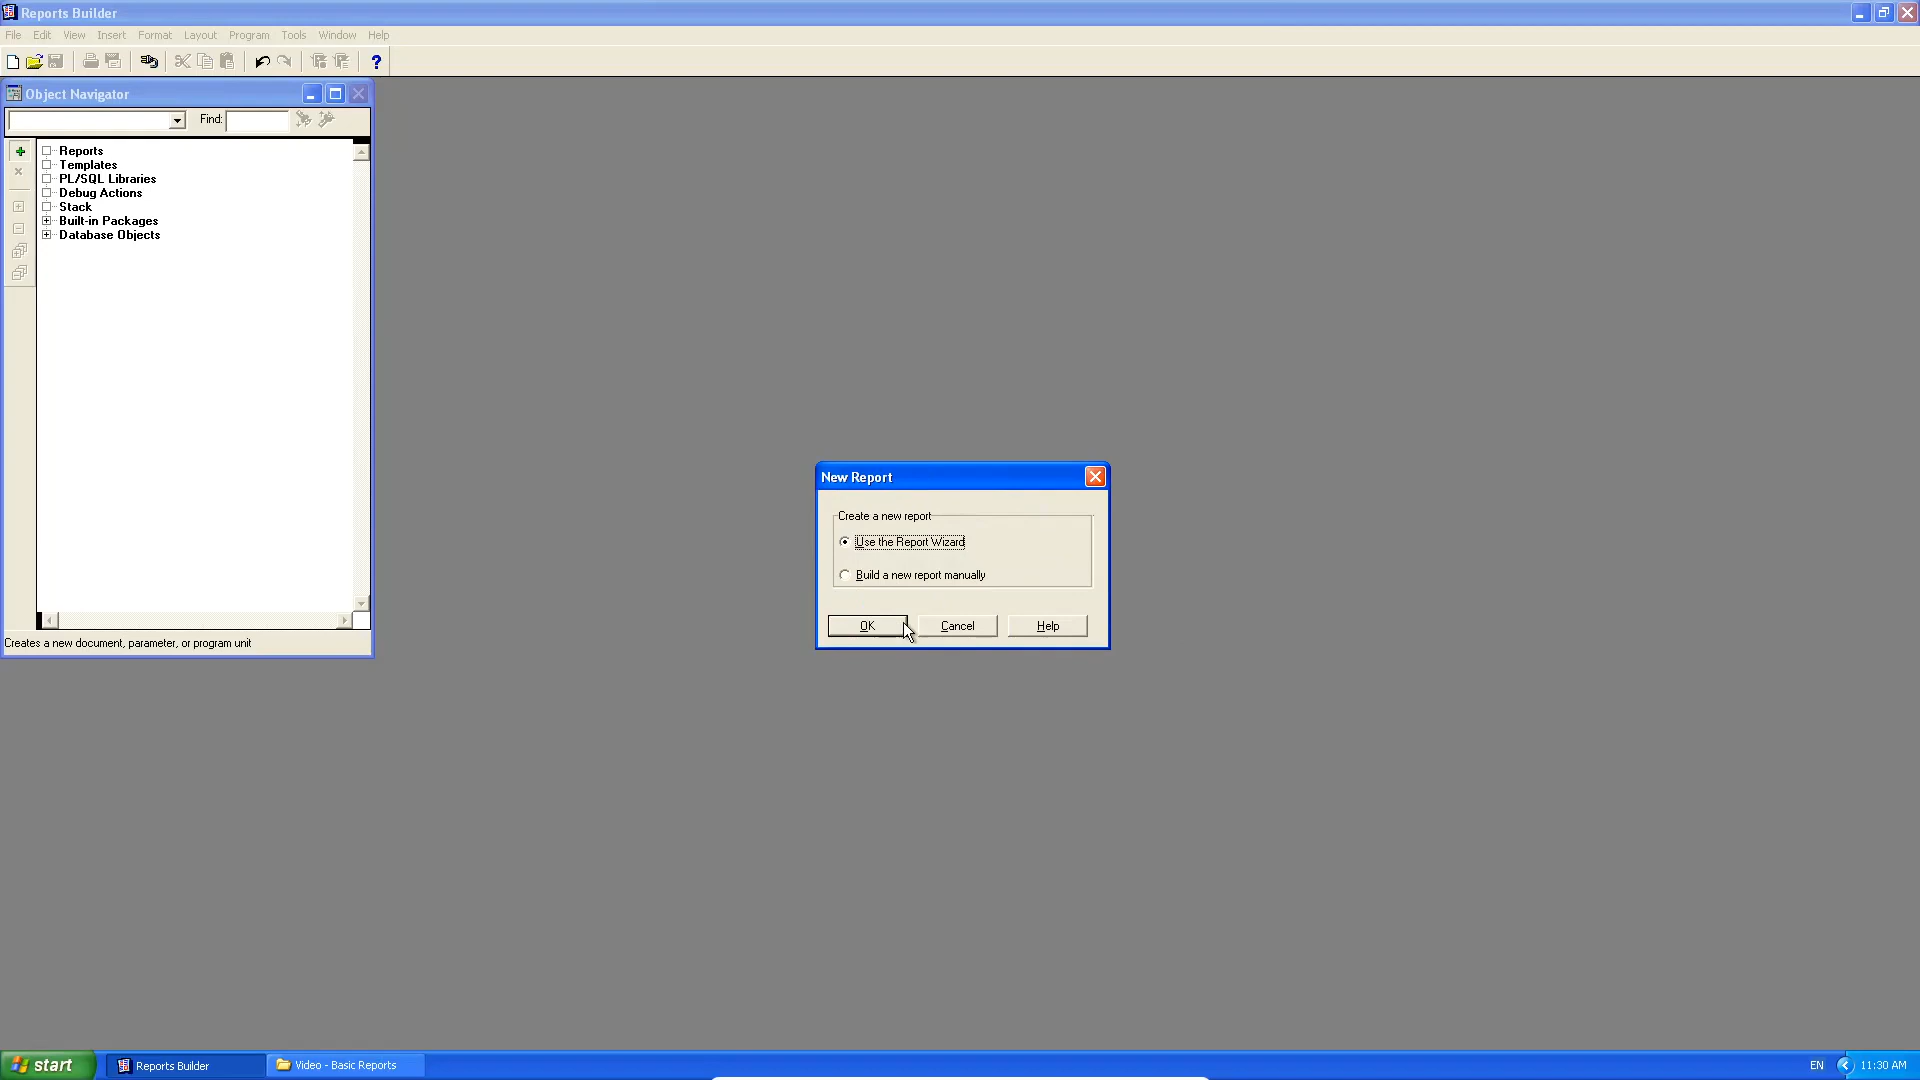 Reports Builder
File Edit View Insert Format Layout Program Tools Window Help
Object Navigator
Find:
Reports
Templates
PL/SQL Libraries
Debug Actions
Stack
Built-in Packages
Database Objects
Creates a new document, parameter, or program unit
New Report
Create a new report
Use the Report Wizard
Build a new report manually
OK Cancel Help
start Reports Builder Video - Basic Reports EN 11:30 AM